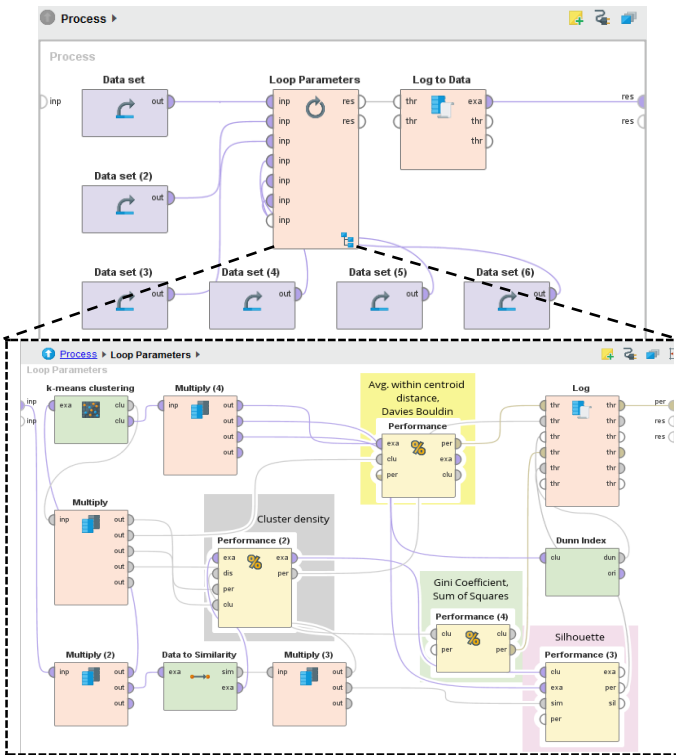 Process
Process
inp
Data set
out
Loop Parameters
inp
inp
inp
inp
inp
inp
inp
res
res
Log to Data
thr
thr
exa
thr
thr
res
res
Data set (2)
out
Data set (3)
out
Data set (4)
out
Data set (5)
out
Data set (6)
out
Process Loop Parameters
Loop Parameters
inp
inp
k-means clustering
exa
clu
clu
Multiply (4)
inp
out
out
out
out
Avg. within centroid
distance,
Davies Bouldin
Performance
exa
clu
per
per
exa
clu
Log
thr
thr
thr
thr
thr
thr
thr
thr
thr
thr
thr
thr
per
res
res
Multiply
inp
out
out
out
out
out
Cluster density
Performance (2)
exa
dis
per
clu
exa
per
Dunn Index
clu
dun
ori
Gini Coefficient,
Sum of Squares
Performance (4)
clu
per
clu
per
Multiply (2)
inp
out
out
out
Data to Similarity
exa
sim
exa
Multiply (3)
inp
out
out
out
Silhouette
Performance (3)
clu
exa
sim
per
exa
per
sil